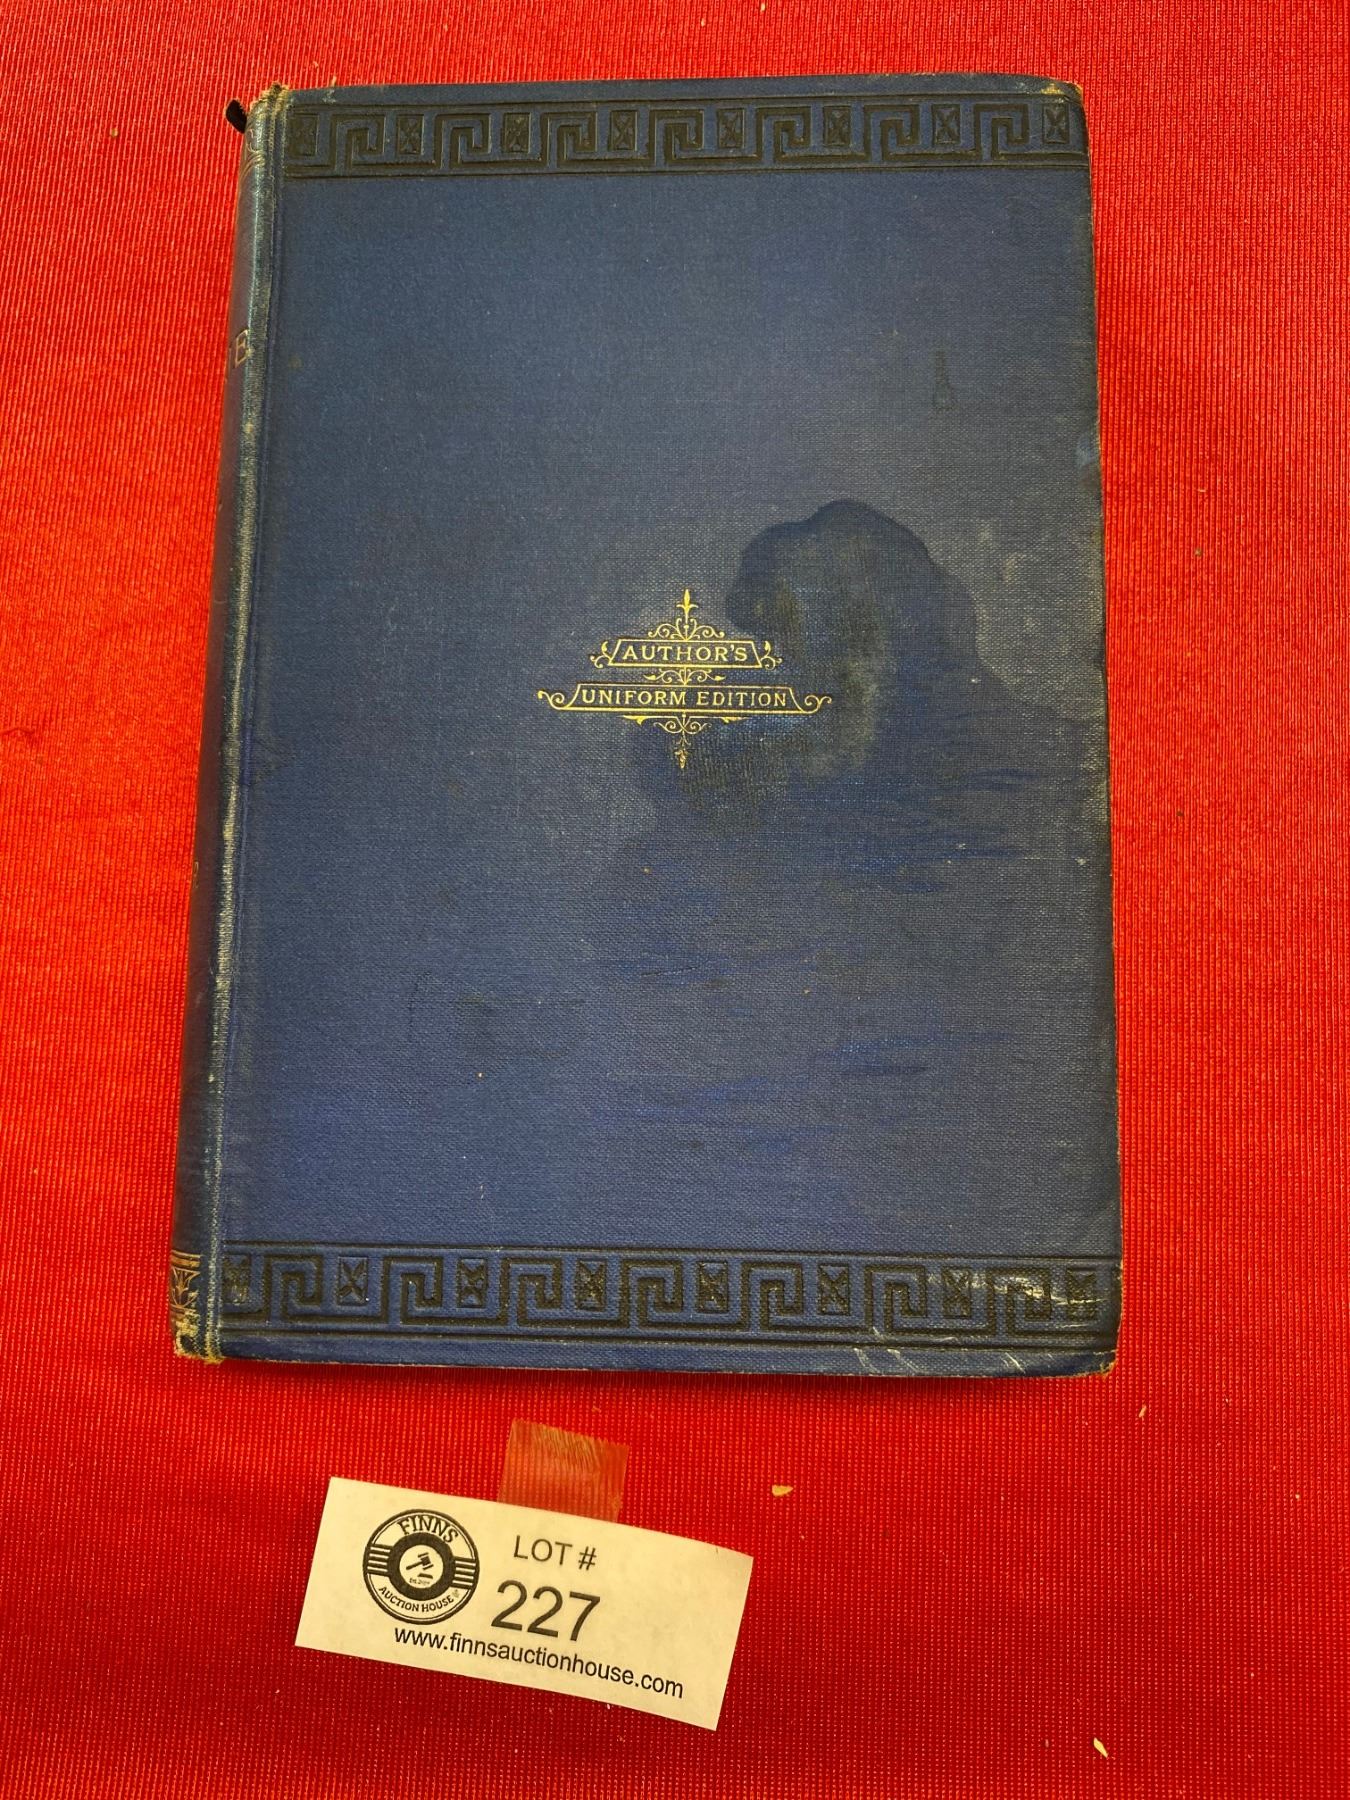 AUTHOR'S
UNIFORM EDITION
FINNS
AUCTION HOUSE
LOT #
227
www.finnsauctionhouse.com